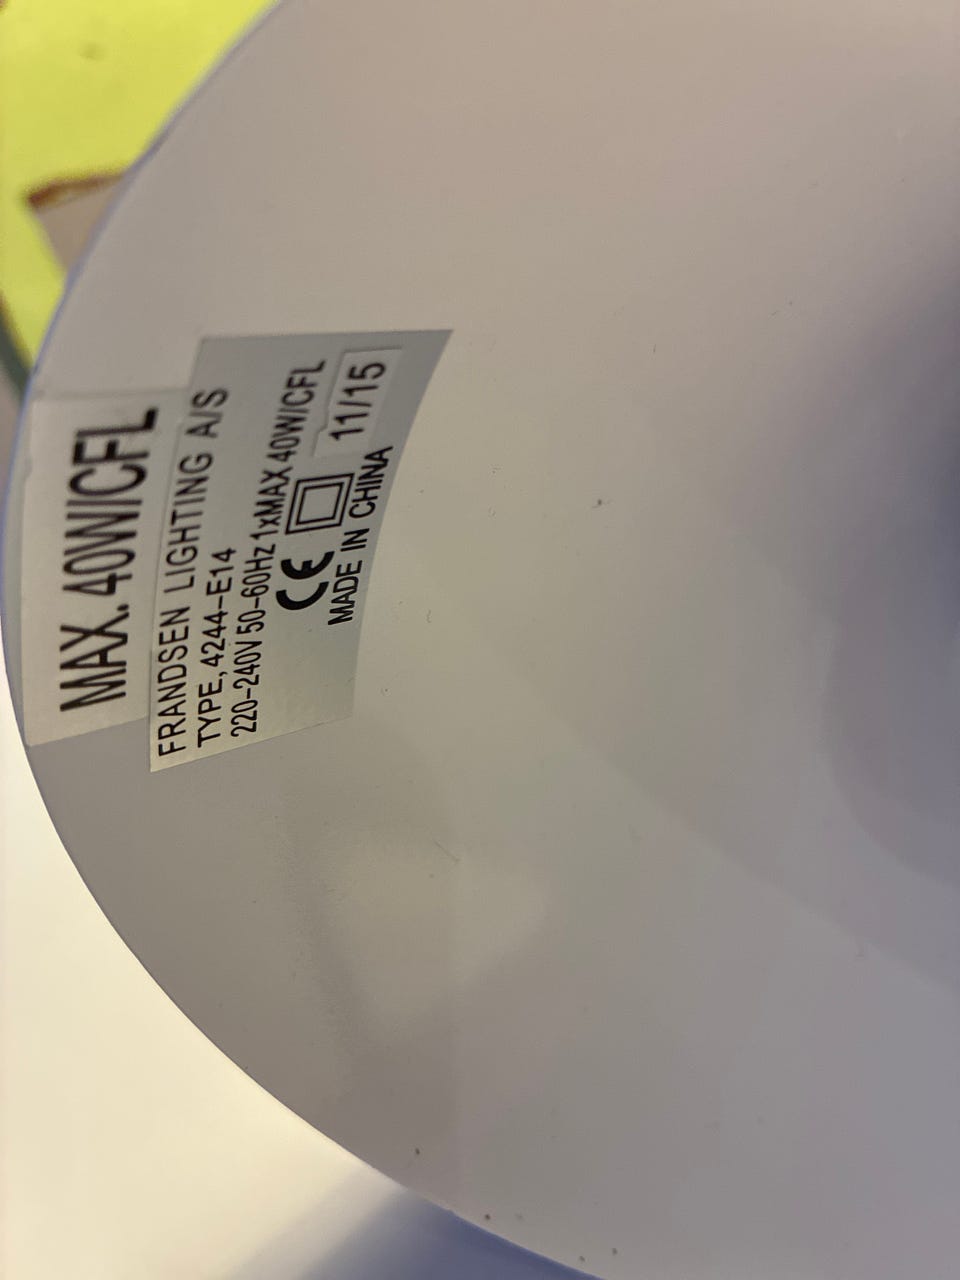 MAX. 40W/CFL
FRANDSEN LIGHTING A/S
TYPE, 4244-E14
220-240V 50-60Hz 1xMAX 40W/CFL
CE 11/15
MADE IN CHINA